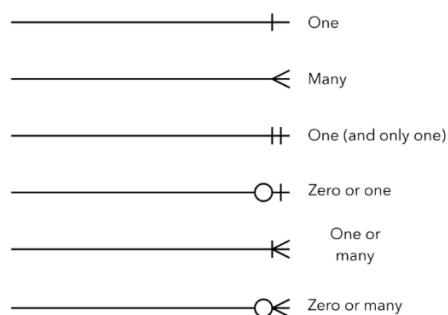 One
Many
One (and only one)
Zero or one
One or
many
Zero or many